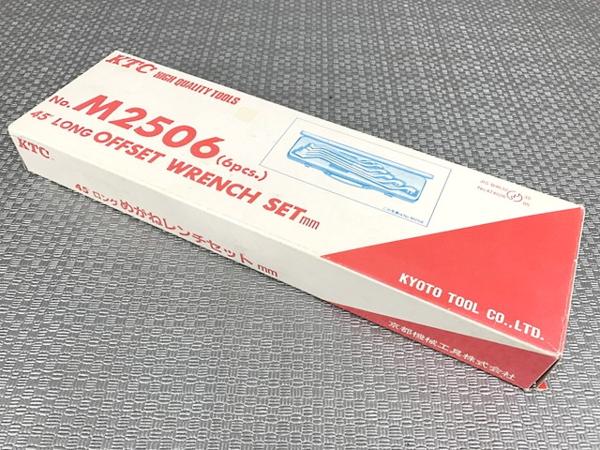 KTC HIGH QUALITY TOOLS
No. M2506 (6pcs.)
45° LONG OFFSET WRENCH SET mm
KYOTO TOOL CO.,LTD.
KTC
45°ロングめがねレンチセット mm
京都機械工具株式会社